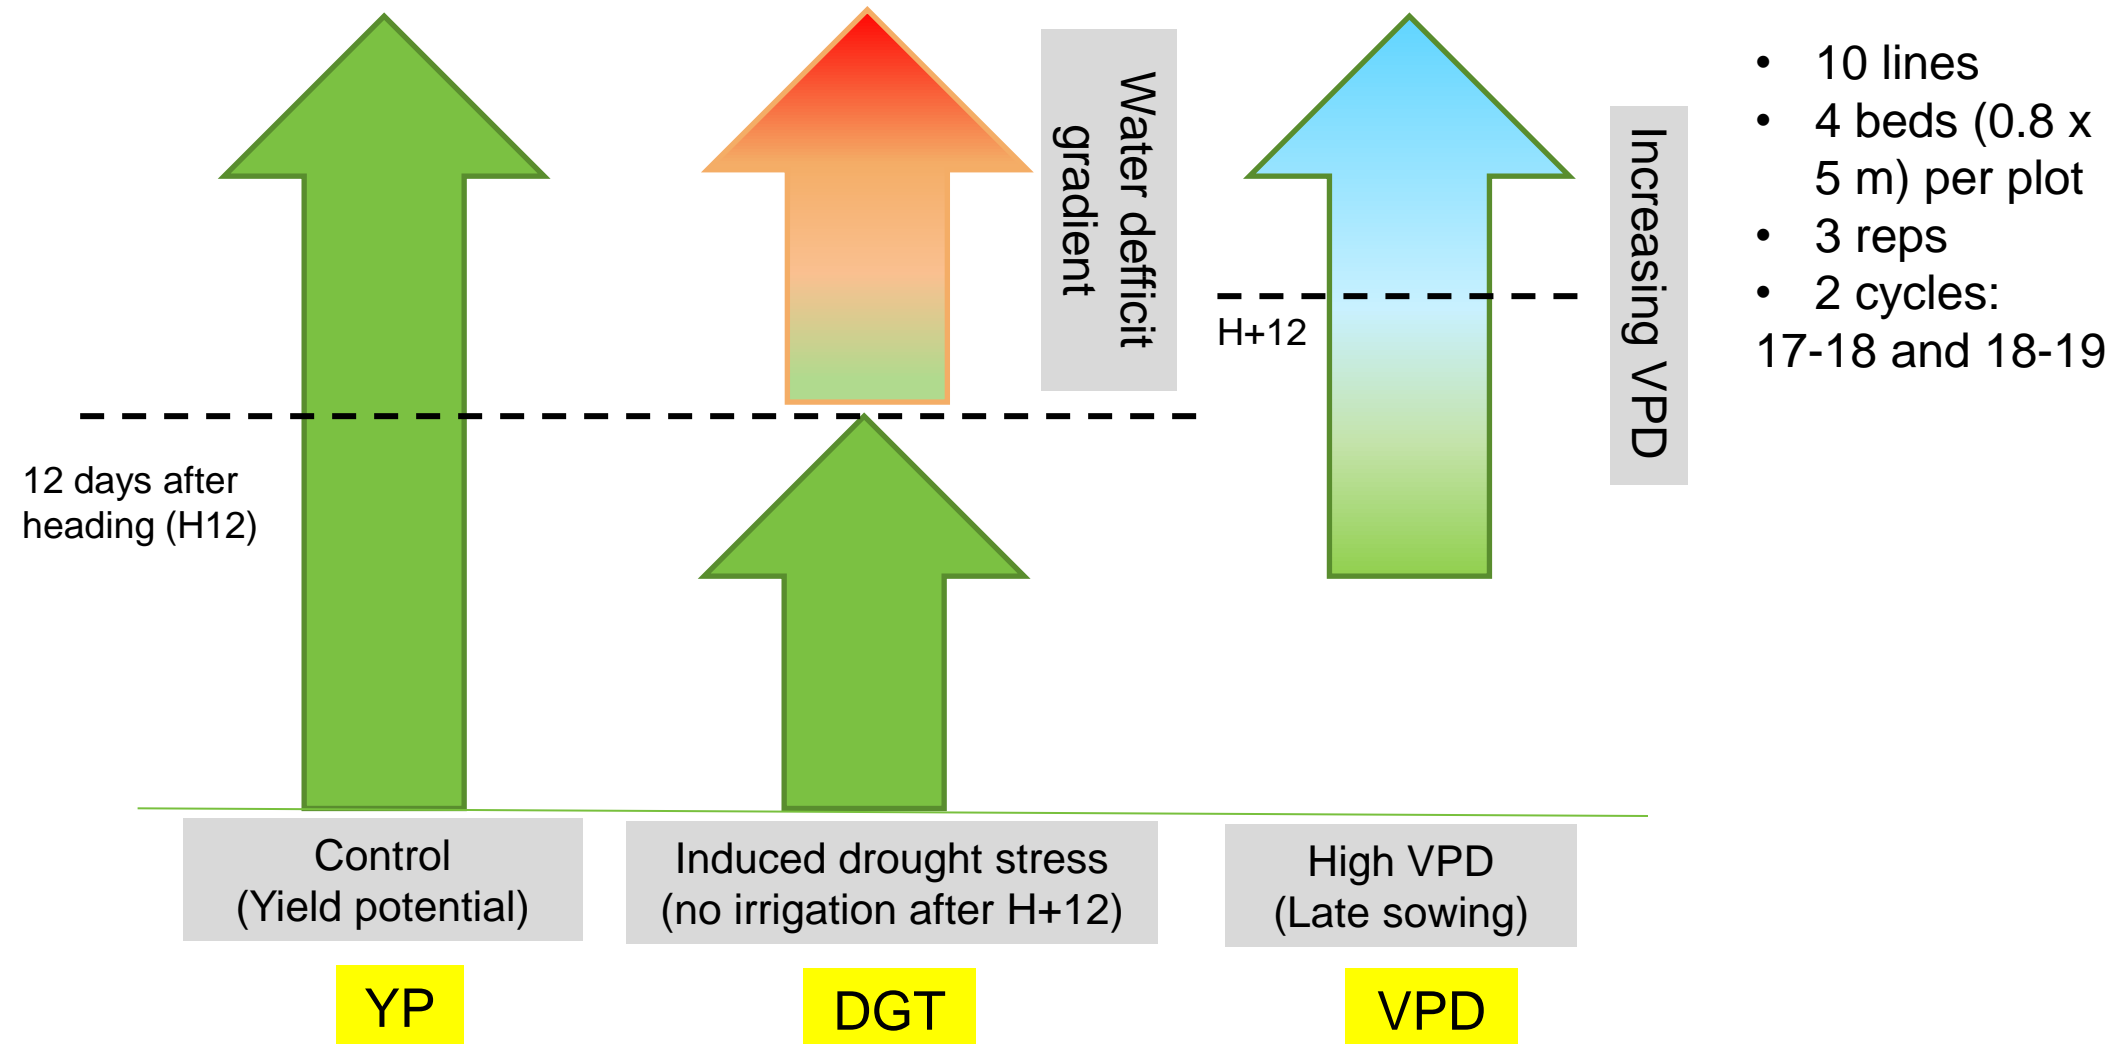 12 days after
heading (H12)
Water defficit
gradient
H+12
Increasing VPD
• 10 lines
• 4 beds (0.8 x
5 m) per plot
• 3 reps
• 2 cycles:
17-18 and 18-19
Control
(Yield potential)
Induced drought stress
(no irrigation after H+12)
High VPD
(Late sowing)
YP
DGT
VPD